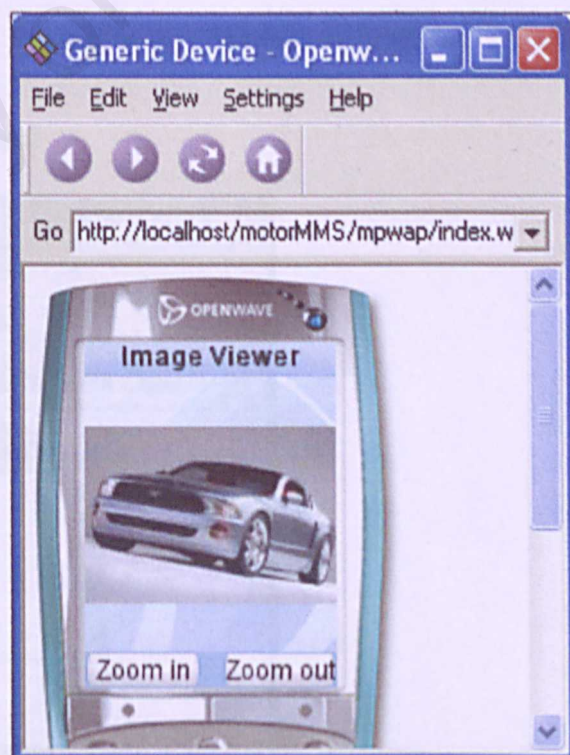 Generic Device - Openw...
File Edit View Settings Help
Go http://localhost/motorMMS/mpwap/index.w
OPENWAVE
Image Viewer
Zoom in Zoom out